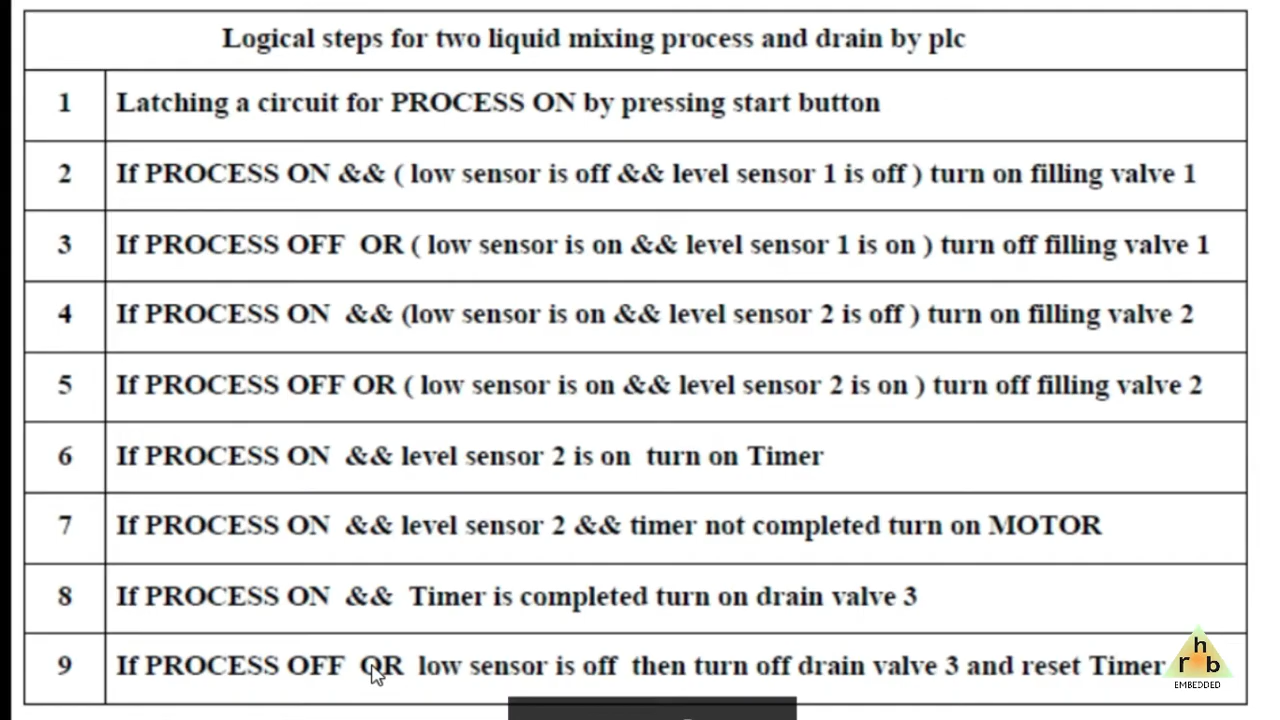 Logical steps for two liquid mixing process and drain by plc
1 Latching a circuit for PROCESS ON by pressing start button
2 If PROCESS ON && ( low sensor is off && level sensor 1 is off ) turn on filling valve 1
3 If PROCESS OFF OR ( low sensor is on && level sensor 1 is on ) turn off filling valve 1
4 If PROCESS ON && (low sensor is on && level sensor 2 is off ) turn on filling valve 2
5 If PROCESS OFF OR ( low sensor is on && level sensor 2 is on ) turn off filling valve 2
6 If PROCESS ON && level sensor 2 is on turn on Timer
7 If PROCESS ON && level sensor 2 && timer not completed turn on MOTOR
8 If PROCESS ON && Timer is completed turn on drain valve 3
9 If PROCESS OFF OR low sensor is off then turn off drain valve 3 and reset Timer
h
r b
EMBEDDED